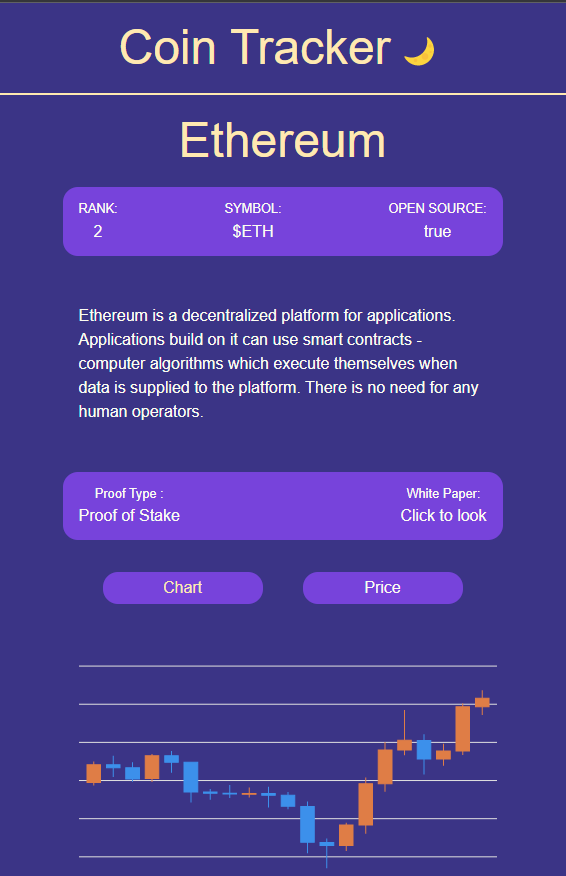 Coin Tracker 🌙
Ethereum
RANK: SYMBOL: OPEN SOURCE:
2 $ETH true
Ethereum is a decentralized platform for applications.
Applications build on it can use smart contracts -
computer algorithms which execute themselves when
data is supplied to the platform. There is no need for any
human operators.
Proof Type : White Paper:
Proof of Stake Click to look
Chart Price